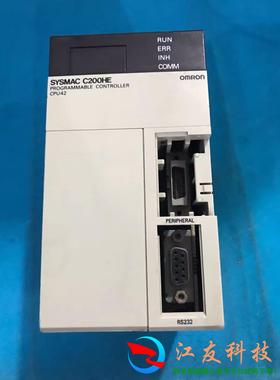 RUN
ERR
INH
COMM
SYSMAC C200HE
OMRON
PROGRAMMABLE CONTROLLER
CPU42
PERIPHERAL
RS232
江友科技